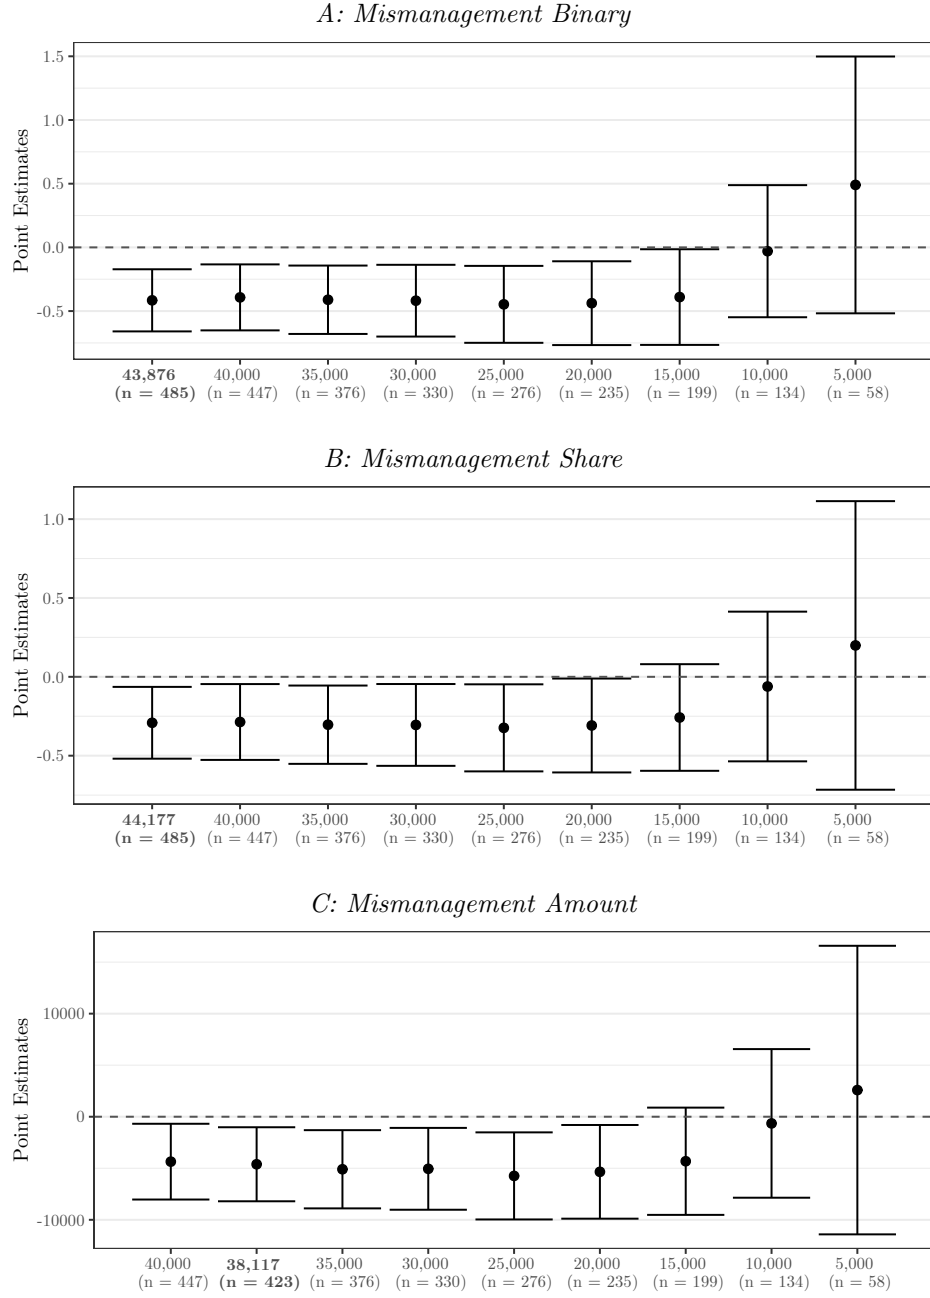 A: Mismanagement Binary
Point Estimates
1.5
1.0
0.5
0.0
-0.5
43,876 40,000 35,000 30,000 25,000 20,000 15,000 10,000 5,000
(n = 485) (n = 447) (n = 376) (n = 330) (n = 276) (n = 235) (n = 199) (n = 134) (n = 58)
B: Mismanagement Share
Point Estimates
1.0
0.5
0.0
-0.5
44,177 40,000 35,000 30,000 25,000 20,000 15,000 10,000 5,000
(n = 485) (n = 447) (n = 376) (n = 330) (n = 276) (n = 235) (n = 199) (n = 134) (n = 58)
C: Mismanagement Amount
Point Estimates
10000
0
-10000
40,000 38,117 35,000 30,000 25,000 20,000 15,000 10,000 5,000
(n = 447) (n = 423) (n = 376) (n = 330) (n = 276) (n = 235) (n = 199) (n = 134) (n = 58)